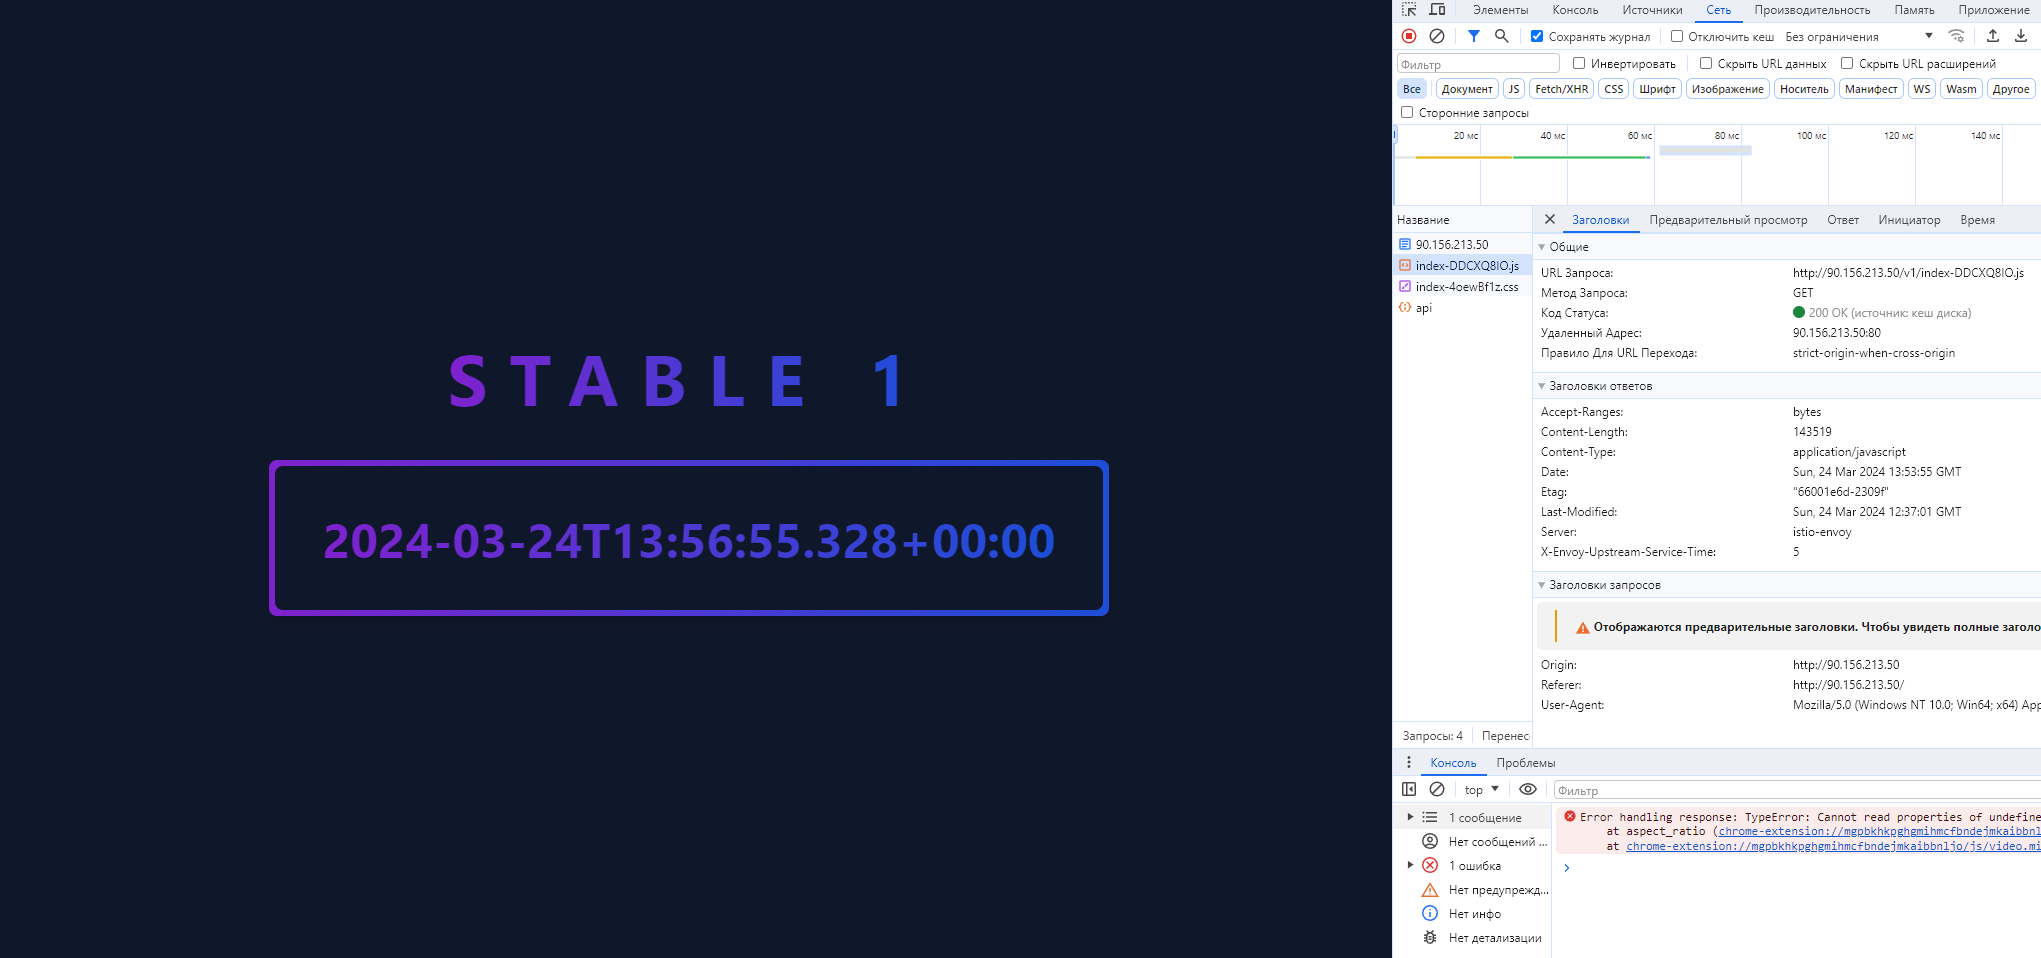 STABLE 1
2024-03-24T13:56:55.328+00:00
Элементы Консоль Источники Сеть Производительность Память Приложение
Сохранять журнал Отключить кеш Без ограничения
Фильтр Инвертировать Скрыть URL данных Скрыть URL расширений
Все Документ JS Fetch/XHR CSS Шрифт Изображение Носитель Манифест WS Wasm Другое
Сторонние запросы
20 мс 40 мс 60 мс 80 мс 100 мс 120 мс 140 мс
Название
90.156.213.50
index-DDCXQ8IO.js
index-4oewBf1z.css
api
Запросы: 4 Перенес
Заголовки Предварительный просмотр Ответ Инициатор Время
Общие
URL Запроса: http://90.156.213.50/v1/index-DDCXQ8IO.js
Метод Запроса: GET
Код Статуса: 200 OK (источник: кеш диска)
Удаленный Адрес: 90.156.213.50:80
Правило Для URL Перехода: strict-origin-when-cross-origin
Заголовки ответов
Accept-Ranges: bytes
Content-Length: 143519
Content-Type: application/javascript
Date: Sun, 24 Mar 2024 13:53:55 GMT
Etag: "66001e6d-2309f"
Last-Modified: Sun, 24 Mar 2024 12:37:01 GMT
Server: istio-envoy
X-Envoy-Upstream-Service-Time: 5
Заголовки запросов
Отображаются предварительные заголовки. Чтобы увидеть полные заголо
Origin: http://90.156.213.50
Referer: http://90.156.213.50/
User-Agent: Mozilla/5.0 (Windows NT 10.0; Win64; x64) App
Консоль Проблемы
top Фильтр
1 сообщение
Нет сообщений ...
1 ошибка
Нет предупрежд...
Нет инфо
Нет детализации
Error handling response: TypeError: Cannot read properties of undefine
at aspect_ratio (chrome-extension://mgpbkhkpghgmihmcfbndejmkaibbnl
at chrome-extension://mgpbkhkpghgmihmcfbndejmkaibbnljo/js/video.mi